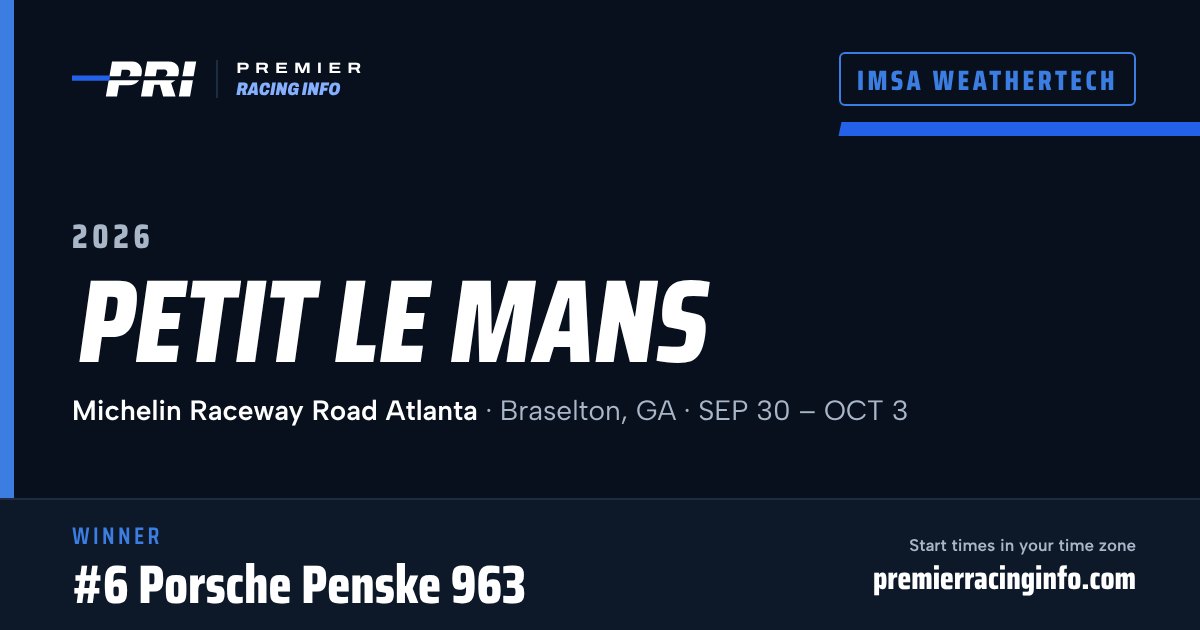 PRI
PREMIER
RACING INFO
IMSA WEATHERTECH
2026
PETIT LE MANS
Michelin Raceway Road Atlanta · Braselton, GA · SEP 30 – OCT 3
WINNER
#6 Porsche Penske 963
Start times in your time zone
premierracinginfo.com